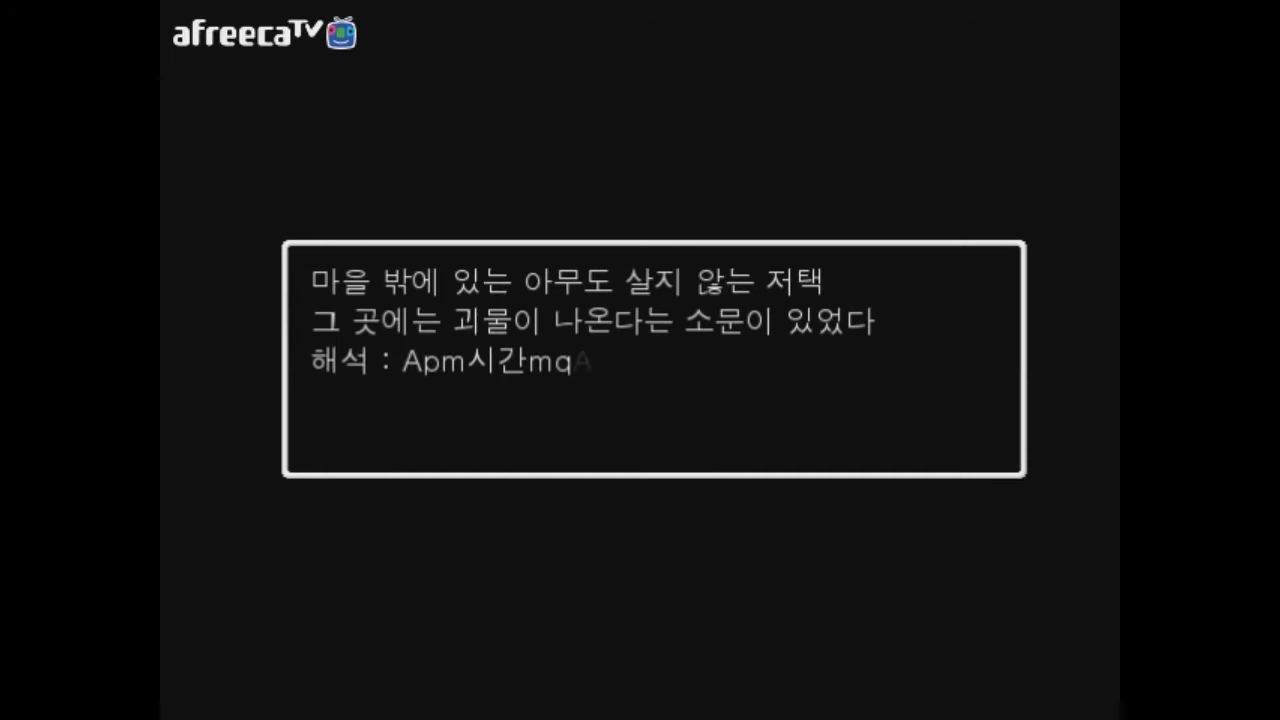 afreecaTV
마을 밖에 있는 아무도 살지 않는 저택
그 곳에는 괴물이 나온다는 소문이 있었다
해석 : Apm시간mqA